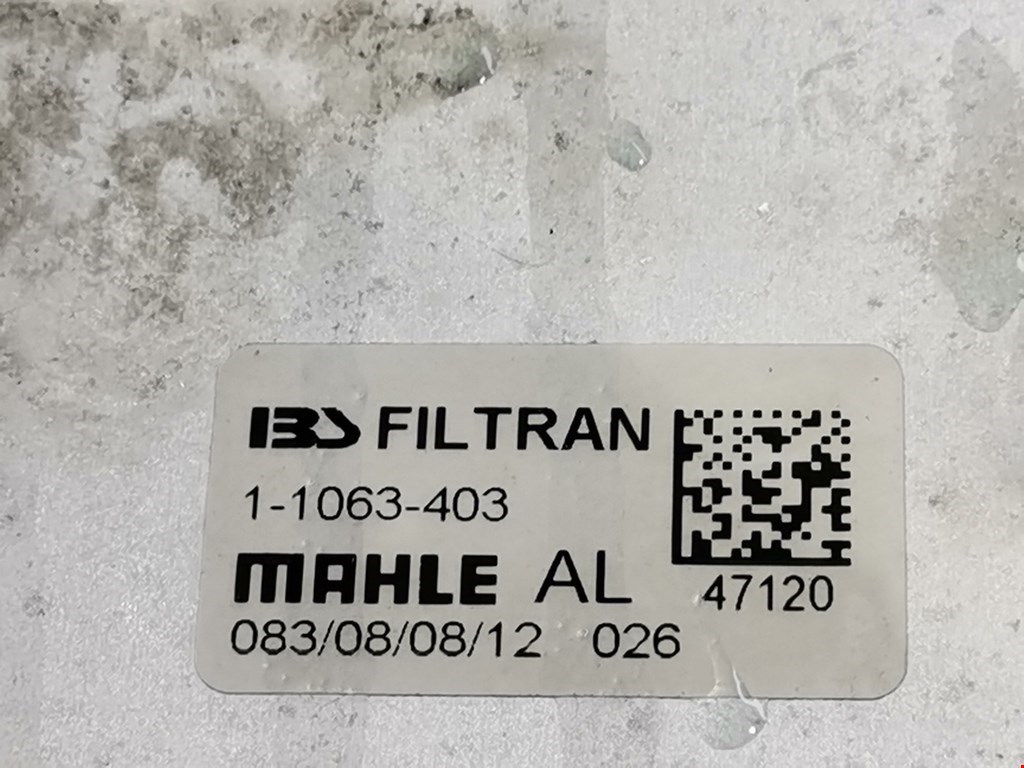 IBS FILTRAN
1-1063-403
MAHLE AL
47120
083/08/08/12 026